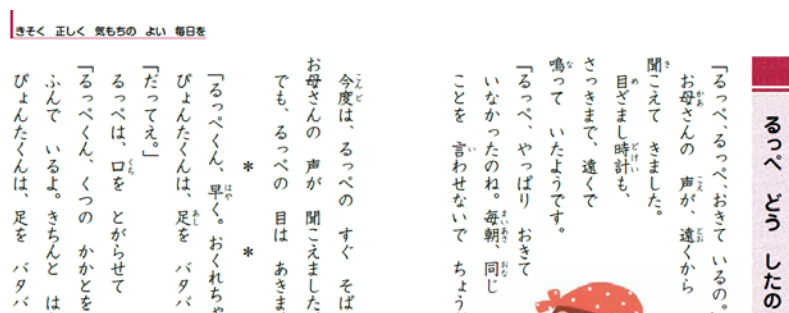 きそく 正しく 気もちの よい 毎日を
るっぺ どう したの
「るっぺ、るっぺ、おきて いるの。
お母さんの 声が、遠くから
聞こえて きました。
目ざまし時計も、
さっきまで、遠くで
鳴って いたようです。
「るっぺ、やっぱり おきて
いなかったのね。毎朝、同じ
ことを 言わせないで ちょう
今度は、るっぺの すぐ そば
お母さんの 声が 聞こえました
でも、るっぺの 目は あきま
* *
「るっぺくん、早く。おくれちゃ
ぴょんたくんは、足を バタバ
「だってえ。」
るっぺは、口を とがらせて
「るっぺくん、くつの かかとを
ふんで いるよ。きちんと は
ぴょんたくんは、足を バタバ